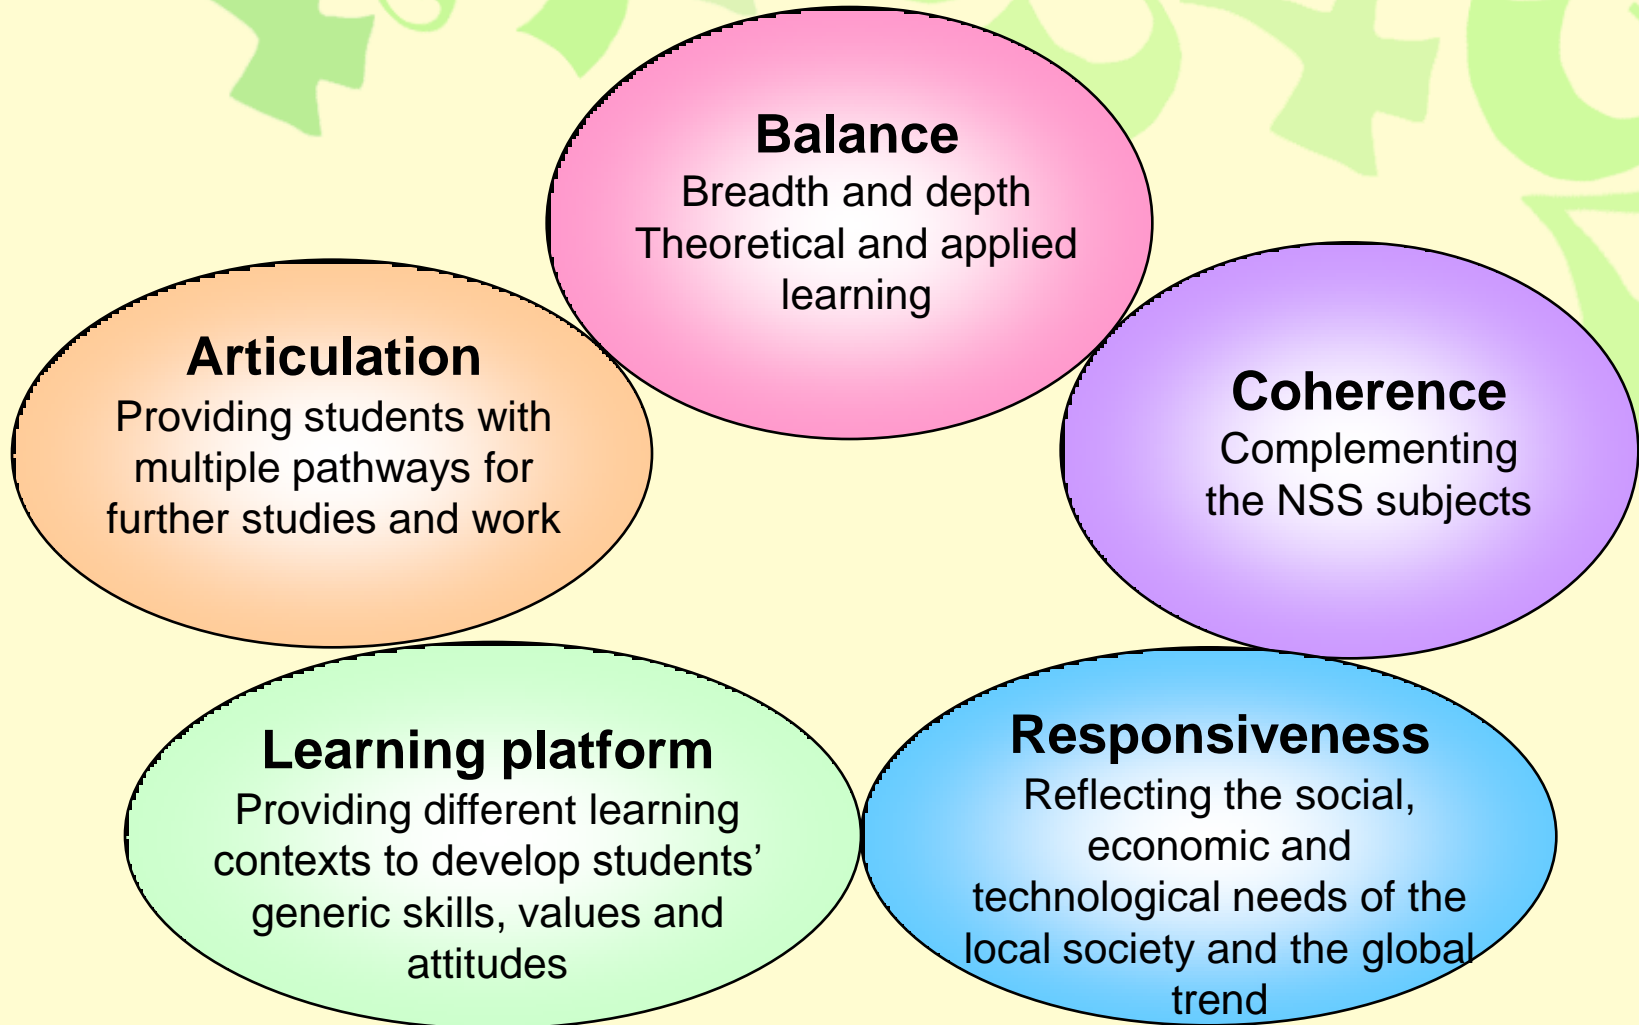 Balance
Breadth and depth
Theoretical and applied
learning
Articulation
Providing students with
multiple pathways for
further studies and work
Coherence
Complementing
the NSS subjects
Learning platform
Providing different learning
contexts to develop students’
generic skills, values and
attitudes
Responsiveness
Reflecting the social,
economic and
technological needs of the
local society and the global
trend